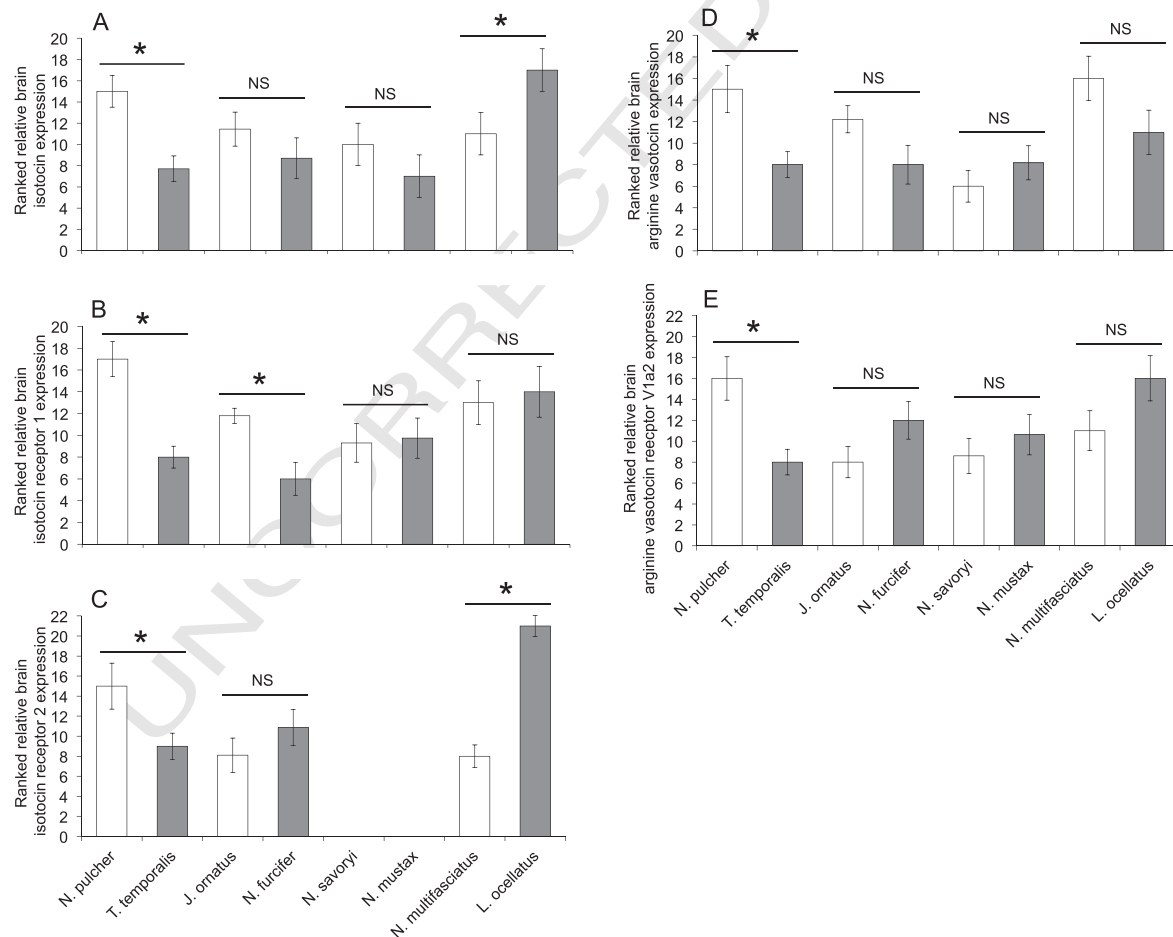 A
Ranked relative brain
isotocin expression
20
18
16
14
12
10
8
6
4
2
0
*
NS
NS
*
B
Ranked relative brain
isotocin receptor 1 expression
20
18
16
14
12
10
8
6
4
2
0
*
*
NS
NS
C
Ranked relative brain
isotocin receptor 2 expression
22
20
18
16
14
12
10
8
6
4
2
0
*
NS
*
N. pulcher
T. temporalis
J. ornatus
N. furcifer
N. savoryi
N. mustax
N. multifasciatus
L. ocellatus
D
Ranked relative brain
arginine vasotocin expression
20
18
16
14
12
10
8
6
4
2
0
*
NS
NS
NS
E
Ranked relative brain
arginine vasotocin reecptor V1a2 expression
22
20
18
16
14
12
10
8
6
4
2
0
*
NS
NS
NS
N. pulcher
T. temporalis
J. ornatus
N. furcifer
N. savoryi
N. mustax
N. multifasciatus
L. ocellatus
UNCORRECTED